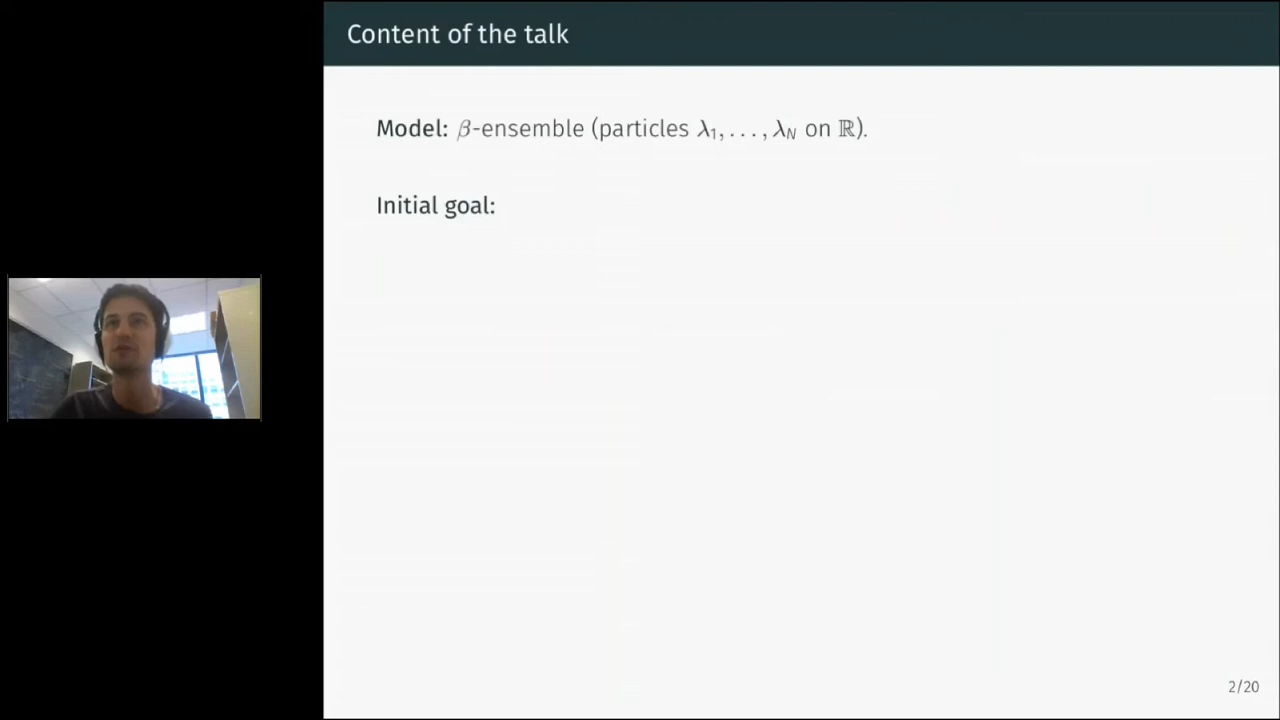 Content of the talk
Model: β-ensemble (particles λ₁, . . . , λ_N on ℝ).
Initial goal:
2/20